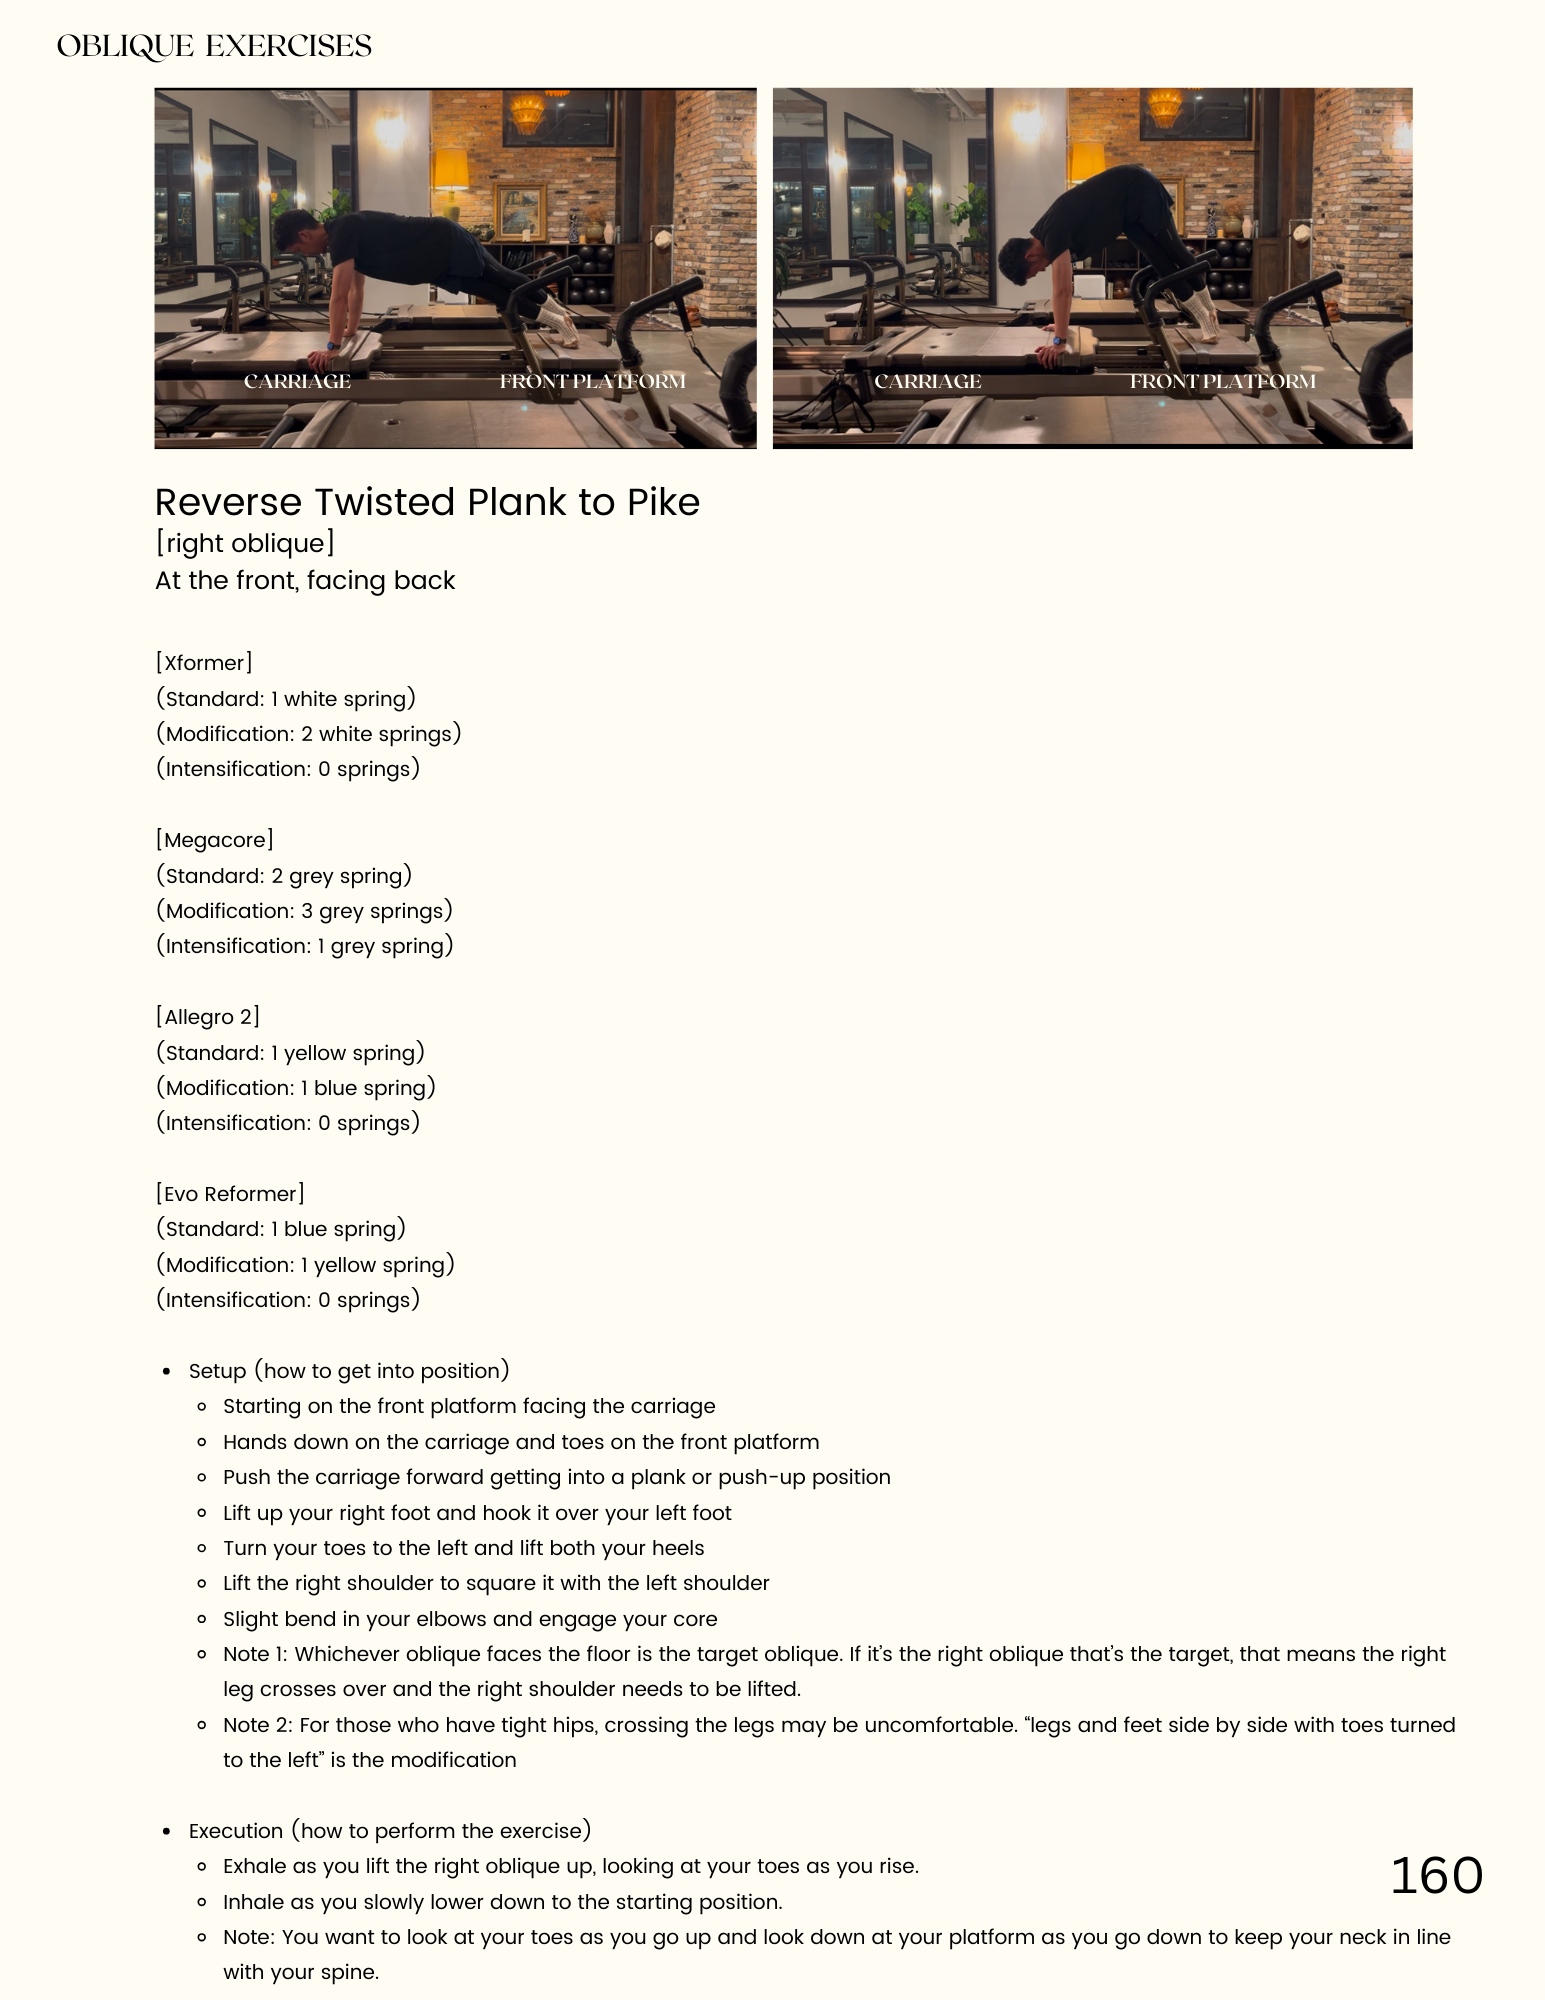 OBLIQUE EXERCISES
CARRIAGE
FRONT PLATFORM
CARRIAGE
FRONT PLATFORM
Reverse Twisted Plank to Pike
[right oblique]
At the front, facing back
[Xformer]
(Standard: 1 white spring)
(Modification: 2 white springs)
(Intensification: 0 springs)
[Megacore]
(Standard: 2 grey spring)
(Modification: 3 grey springs)
(Intensification: 1 grey spring)
[Allegro 2]
(Standard: 1 yellow spring)
(Modification: 1 blue spring)
(Intensification: 0 springs)
[Evo Reformer]
(Standard: 1 blue spring)
(Modification: 1 yellow spring)
(Intensification: 0 springs)
• Setup (how to get into position)
◦ Starting on the front platform facing the carriage
◦ Hands down on the carriage and toes on the front platform
◦ Push the carriage forward getting into a plank or push-up position
◦ Lift up your right foot and hook it over your left foot
◦ Turn your toes to the left and lift both your heels
◦ Lift the right shoulder to square it with the left shoulder
◦ Slight bend in your elbows and engage your core
◦ Note 1: Whichever oblique faces the floor is the target oblique. If it’s the right oblique that’s the target, that means the right
leg crosses over and the right shoulder needs to be lifted.
◦ Note 2: For those who have tight hips, crossing the legs may be uncomfortable. “legs and feet side by side with toes turned
to the left” is the modification
• Execution (how to perform the exercise)
◦ Exhale as you lift the right oblique up, looking at your toes as you rise.
◦ Inhale as you slowly lower down to the starting position.
◦ Note: You want to look at your toes as you go up and look down at your platform as you go down to keep your neck in line
with your spine.
160